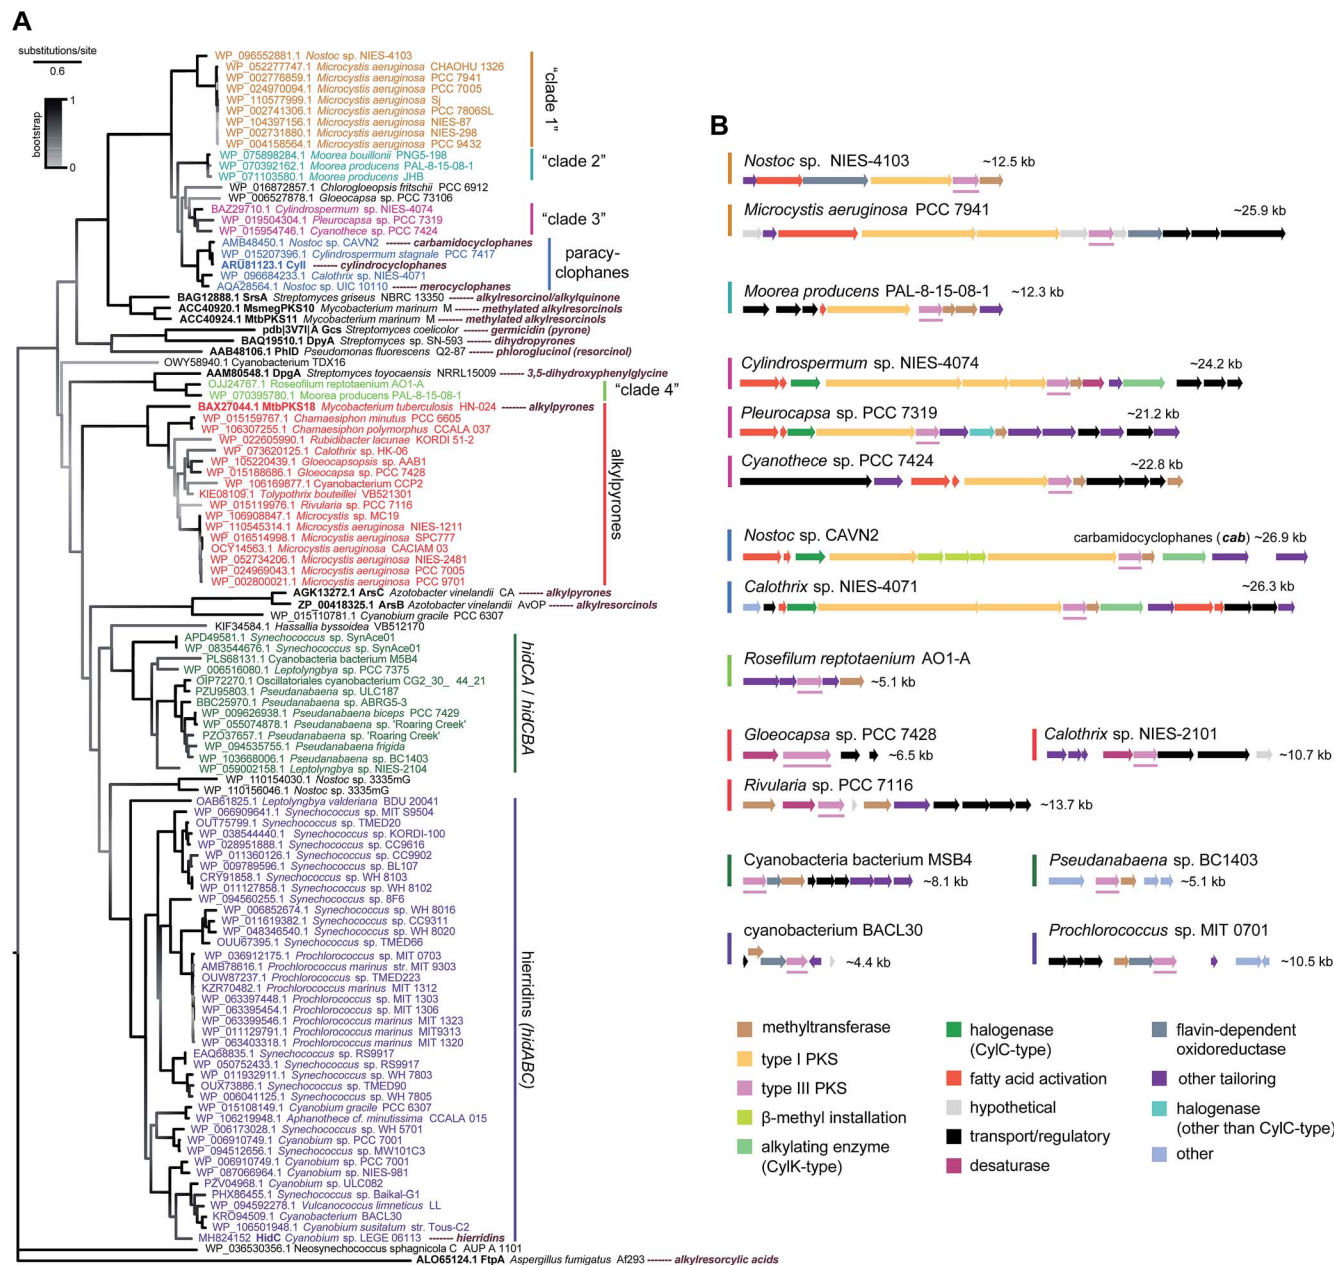 A
substitutions/site
0.6
bootstrap
1
0
WP_096552881.1 Nostoc sp. NIES-4103
WP_052277747.1 Microcystis aeruginosa CHAOHU 1326
WP_002776859.1 Microcystis aeruginosa PCC 7941
WP_024970094.1 Microcystis aeruginosa PCC 7005
WP_110577999.1 Microcystis aeruginosa Sj
WP_002741306.1 Microcystis aeruginosa PCC 7806SL
WP_104397156.1 Microcystis aeruginosa NIES-87
WP_002731880.1 Microcystis aeruginosa NIES-298
WP_004158564.1 Microcystis aeruginosa PCC 9432
"clade 1"
WP_075898284.1 Moorea bouillonii PNG5-198
WP_070392162.1 Moorea producens PAL-8-15-08-1
WP_071103580.1 Moorea producens JHB
"clade 2"
WP_016872857.1 Chlorogloeopsis fritschii PCC 6912
WP_006527878.1 Gloeocapsa sp. PCC 73106
BAZ29710.1 Cylindrospermum sp. NIES-4074
WP_019504304.1 Pleurocapsa sp. PCC 7319
WP_015954746.1 Cyanothece sp. PCC 7424
"clade 3"
AMB48450.1 Nostoc sp. CAVN2 ------- carbamidocyclophanes
WP_015207396.1 Cylindrospermum stagnale PCC 7417
ARU81123.1 CylI ------- cylindrocyclophanes
WP_096684233.1 Calothrix sp. NIES-4071
AQA28564.1 Nostoc sp. UIC 10110 ------- merocyclophanes
paracy-
clophanes
BAG12888.1 SrsA Streptomyces griseus NBRC 13350 ------- alkylresorcinol/alkylquinone
ACC40920.1 MsmegPKS10 Mycobacterium marinum M ------- methylated alkylresorcinols
ACC40924.1 MtbPKS11 Mycobacterium marinum M ------- methylated alkylresorcinols
pdb|3V7I|A Gcs Streptomyces coelicolor ------- germicidin (pyrone)
BAQ19510.1 DpyA Streptomyces sp. SN-593 ------- dihydropyrones
AAB48106.1 PhlD Pseudomonas fluorescens Q2-87 ------- phloroglucinol (resorcinol)
OWY58940.1 Cyanobacterium TDX16
AAM80548.1 DpgA Streptomyces toyocaensis NRRL15009 ------- 3,5-dihydroxyphenylglycine
OJJ24767.1 Roseofilum reptotaenium AO1-A
WP_070395780.1 Moorea producens PAL-8-15-08-1
"clade 4"
BAX27044.1 MtbPKS18 Mycobacterium tuberculosis HN-024 ------- alkylpyrones
WP_015159767.1 Chamaesiphon minutus PCC 6605
WP_106307255.1 Chamaesiphon polymorphus CCALA 037
WP_022605990.1 Rubidibacter lacunae KORDI 51-2
WP_073620125.1 Calothrix sp. HK-06
WP_105220439.1 Gloeocapsopsis sp. AAB1
WP_015188686.1 Gloeocapsa sp. PCC 7428
WP_106169877.1 Cyanobacterium CCP2
KIE08109.1 Tolypothrix bouteillei VB521301
WP_015119976.1 Rivularia sp. PCC 7116
WP_106908847.1 Microcystis sp. MC19
WP_110545314.1 Microcystis aeruginosa NIES-1211
WP_016514998.1 Microcystis aeruginosa SPC777
OCY14563.1 Microcystis aeruginosa CACIAM 03
WP_052734206.1 Microcystis aeruginosa NIES-2481
WP_024969043.1 Microcystis aeruginosa PCC 7005
WP_002800021.1 Microcystis aeruginosa PCC 9701
alkylpyrones
AGK13272.1 ArsC Azotobacter vinelandii CA ------- alkylpyrones
ZP_00418325.1 ArsB Azotobacter vinelandii AvOP ------- alkylresorcinols
WP_015110781.1 Cyanobium gracile PCC 6307
KIF34584.1 Hassallia byssoidea VB512170
APD49581.1 Synechococcus sp. SynAce01
WP_083544676.1 Synechococcus sp. SynAce01
PLS68131.1 Cyanobacteria bacterium M5B4
WP_006516080.1 Leptolyngbya sp. PCC 7375
OIP72270.1 Oscillatoriales cyanobacterium CG2_30_ 44_21
PZU95803.1 Pseudanabaena sp. ULC187
BBC25970.1 Pseudanabaena sp. ABRG5-3
WP_009626938.1 Pseudanabaena biceps PCC 7429
WP_055074878.1 Pseudanabaena sp. 'Roaring Creek'
PZO37657.1 Pseudanabaena sp. 'Roaring Creek'
WP_094535755.1 Pseudanabaena frigida
WP_103668006.1 Pseudanabaena sp. BC1403
WP_059002158.1 Leptolyngbya sp. NIES-2104
hidCA / hidCBA
WP_110154030.1 Nostoc sp. 3335mG
WP_110156046.1 Nostoc sp. 3335mG
OAB61825.1 Leptolyngbya valderiana BDU 20041
WP_066909641.1 Synechococcus sp. MIT S9504
OUT75799.1 Synechococcus sp. TMED20
WP_038544440.1 Synechococcus sp. KORDI-100
WP_028951888.1 Synechococcus sp. CC9616
WP_011360126.1 Synechococcus sp. CC9902
WP_009789596.1 Synechococcus sp. BL107
CRY91858.1 Synechococcus sp. WH 8103
WP_011127858.1 Synechococcus sp. WH 8102
WP_094560255.1 Synechococcus sp. 8F6
WP_006852674.1 Synechococcus sp. WH 8016
WP_011619382.1 Synechococcus sp. CC9311
WP_048346540.1 Synechococcus sp. WH 8020
OUU67395.1 Synechococcus sp. TMED66
WP_036912175.1 Prochlorococcus sp. MIT 0703
AMB78616.1 Prochlorococcus marinus str. MIT 9303
OUW87237.1 Prochlorococcus sp. TMED223
KZR70482.1 Prochlorococcus marinus MIT 1312
WP_063397448.1 Prochlorococcus sp. MIT 1303
WP_063395454.1 Prochlorococcus sp. MIT 1306
WP_063399546.1 Prochlorococcus marinus MIT 1323
WP_011129791.1 Prochlorococcus marinus MIT9313
WP_063403318.1 Prochlorococcus marinus MIT 1320
EAQ68835.1 Synechococcus sp. RS9917
WP_050752433.1 Synechococcus sp. RS9917
WP_011932911.1 Synechococcus sp. WH 7803
OUX73886.1 Synechococcus sp. TMED90
WP_006041125.1 Synechococcus sp. WH 7805
WP_015108149.1 Cyanobium gracile PCC 6307
WP_106219948.1 Aphanothece cf. minutissima CCALA 015
WP_006173028.1 Synechococcus sp. WH 5701
WP_006910749.1 Cyanobium sp. PCC 7001
WP_094512656.1 Synechococcus sp. MW101C3
WP_006910749.1 Cyanobium sp. PCC 7001
WP_087066964.1 Cyanobium sp. NIES-981
PZV04968.1 Cyanobium sp. ULC082
PHX86455.1 Synechococcus sp. Baikal-G1
WP_094592278.1 Vulcanococcus limneticus LL
KRO94509.1 Cyanobacterium BACL30
WP_106501948.1 Cyanobium susitatum str. Tous-C2
MH824152 HidC Cyanobium sp. LEGE 06113 ------- hierridins
hierridins (hidABC)
WP_036530356.1 Neosynechococcus sphagnicola C AUP A 1101
ALO65124.1 FtpA Aspergillus fumigatus Af293 ------- alkylresorcylic acids
B
Nostoc sp. NIES-4103
~12.5 kb
Microcystis aeruginosa PCC 7941
~25.9 kb
Moorea producens PAL-8-15-08-1
~12.3 kb
Cylindrospermum sp. NIES-4074
~24.2 kb
Pleurocapsa sp. PCC 7319
~21.2 kb
Cyanothece sp. PCC 7424
~22.8 kb
Nostoc sp. CAVN2
carbamidocyclophanes (cab) ~26.9 kb
Calothrix sp. NIES-4071
~26.3 kb
Rosefilum reptotaenium AO1-A
~5.1 kb
Gloeocapsa sp. PCC 7428
~6.5 kb
Calothrix sp. NIES-2101
~10.7 kb
Rivularia sp. PCC 7116
~13.7 kb
Cyanobacteria bacterium MSB4
~8.1 kb
Pseudanabaena sp. BC1403
~5.1 kb
cyanobacterium BACL30
~4.4 kb
Prochlorococcus sp. MIT 0701
~10.5 kb
methyltransferase
type I PKS
type III PKS
β-methyl installation
alkylating enzyme
(CylK-type)
halogenase
(CylC-type)
fatty acid activation
hypothetical
transport/regulatory
desaturase
flavin-dependent
oxidoreductase
other tailoring
halogenase
(other than CylC-type)
other